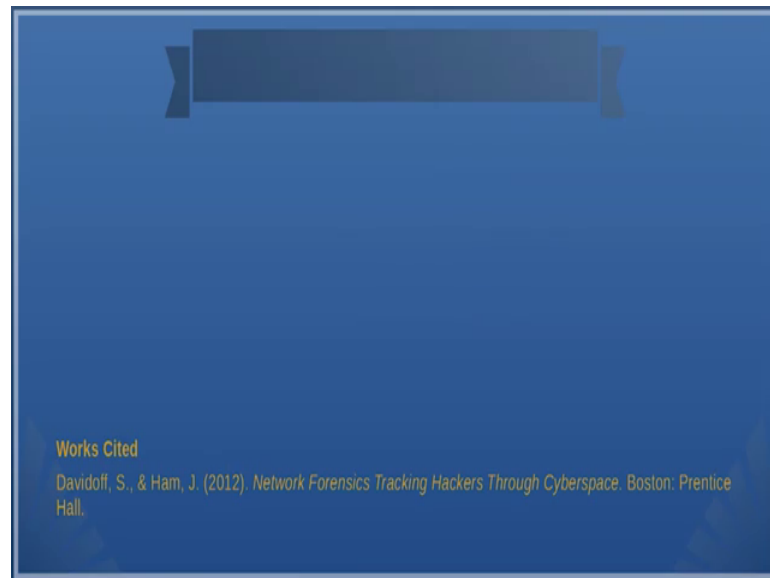 Works Cited
Davidoff, S., & Ham, J. (2012). Network Forensics Tracking Hackers Through Cyberspace. Boston: Prentice
Hall.